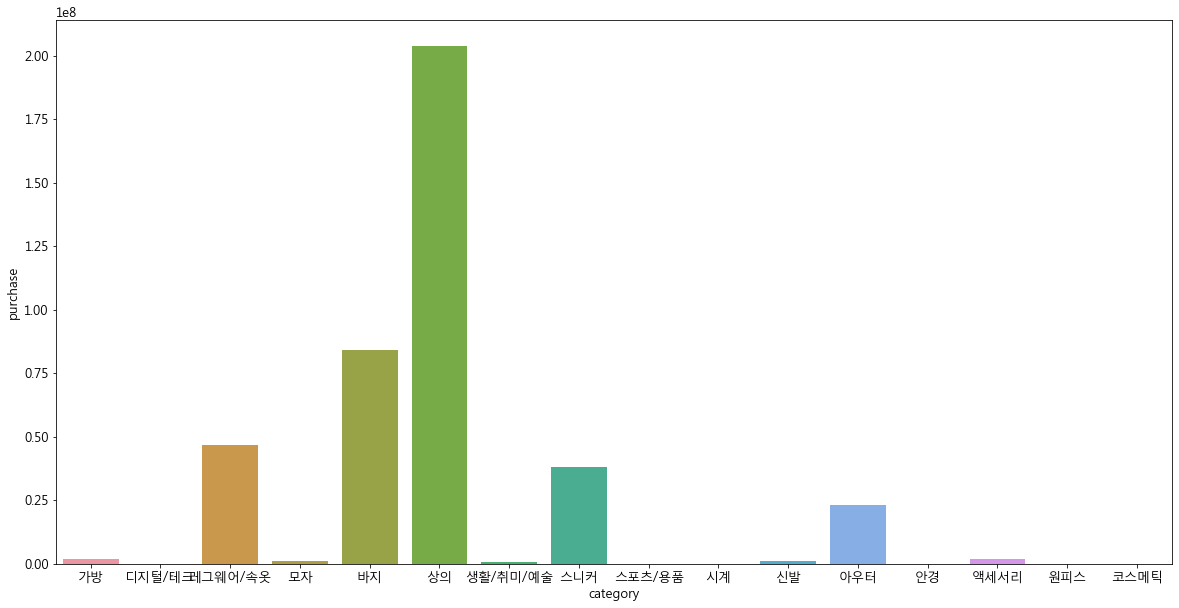 1e8
2.00
1.75
1.50
1.25
1.00
0.75
0.50
0.25
0.00
purchase
가방 디지털/테크 레그웨어/속옷 모자 바지 상의 생활/취미/예술 스니커 스포츠/용품 시계 신발 아우터 안경 액세서리 원피스 코스메틱
category